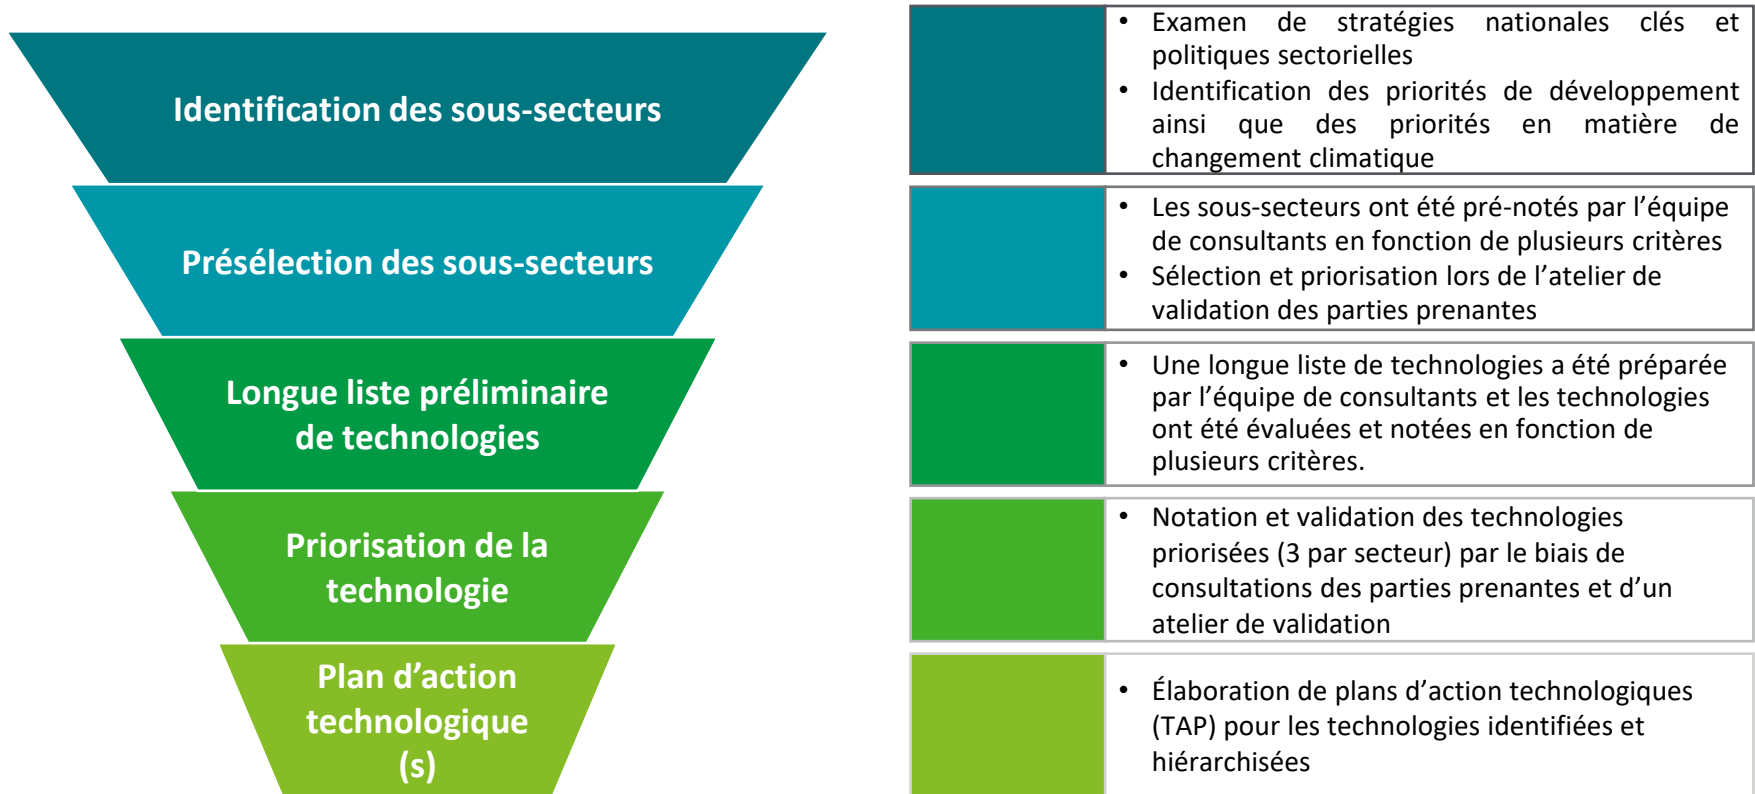 Identification des sous-secteurs
• Examen de stratégies nationales clés et
politiques sectorielles
• Identification des priorités de développement
ainsi que des priorités en matière de
changement climatique
Présélection des sous-secteurs
• Les sous-secteurs ont été pré-notés par l’équipe
de consultants en fonction de plusieurs critères
• Sélection et priorisation lors de l’atelier de
validation des parties prenantes
Longue liste préliminaire
de technologies
• Une longue liste de technologies a été préparée
par l’équipe de consultants et les technologies
ont été évaluées et notées en fonction de
plusieurs critères.
Priorisation de la
technologie
• Notation et validation des technologies
priorisées (3 par secteur) par le biais de
consultations des parties prenantes et d’un
atelier de validation
Plan d’action
technologique
(s)
• Élaboration de plans d’action technologiques
(TAP) pour les technologies identifiées et
hiérarchisées